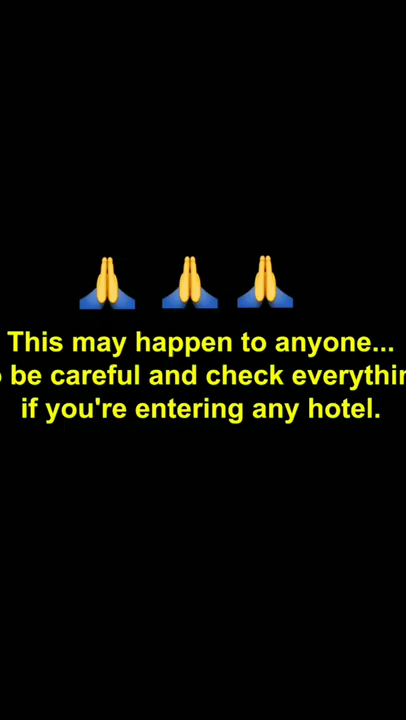 This may happen to anyone...
o be careful and check everythin
if you're entering any hotel.